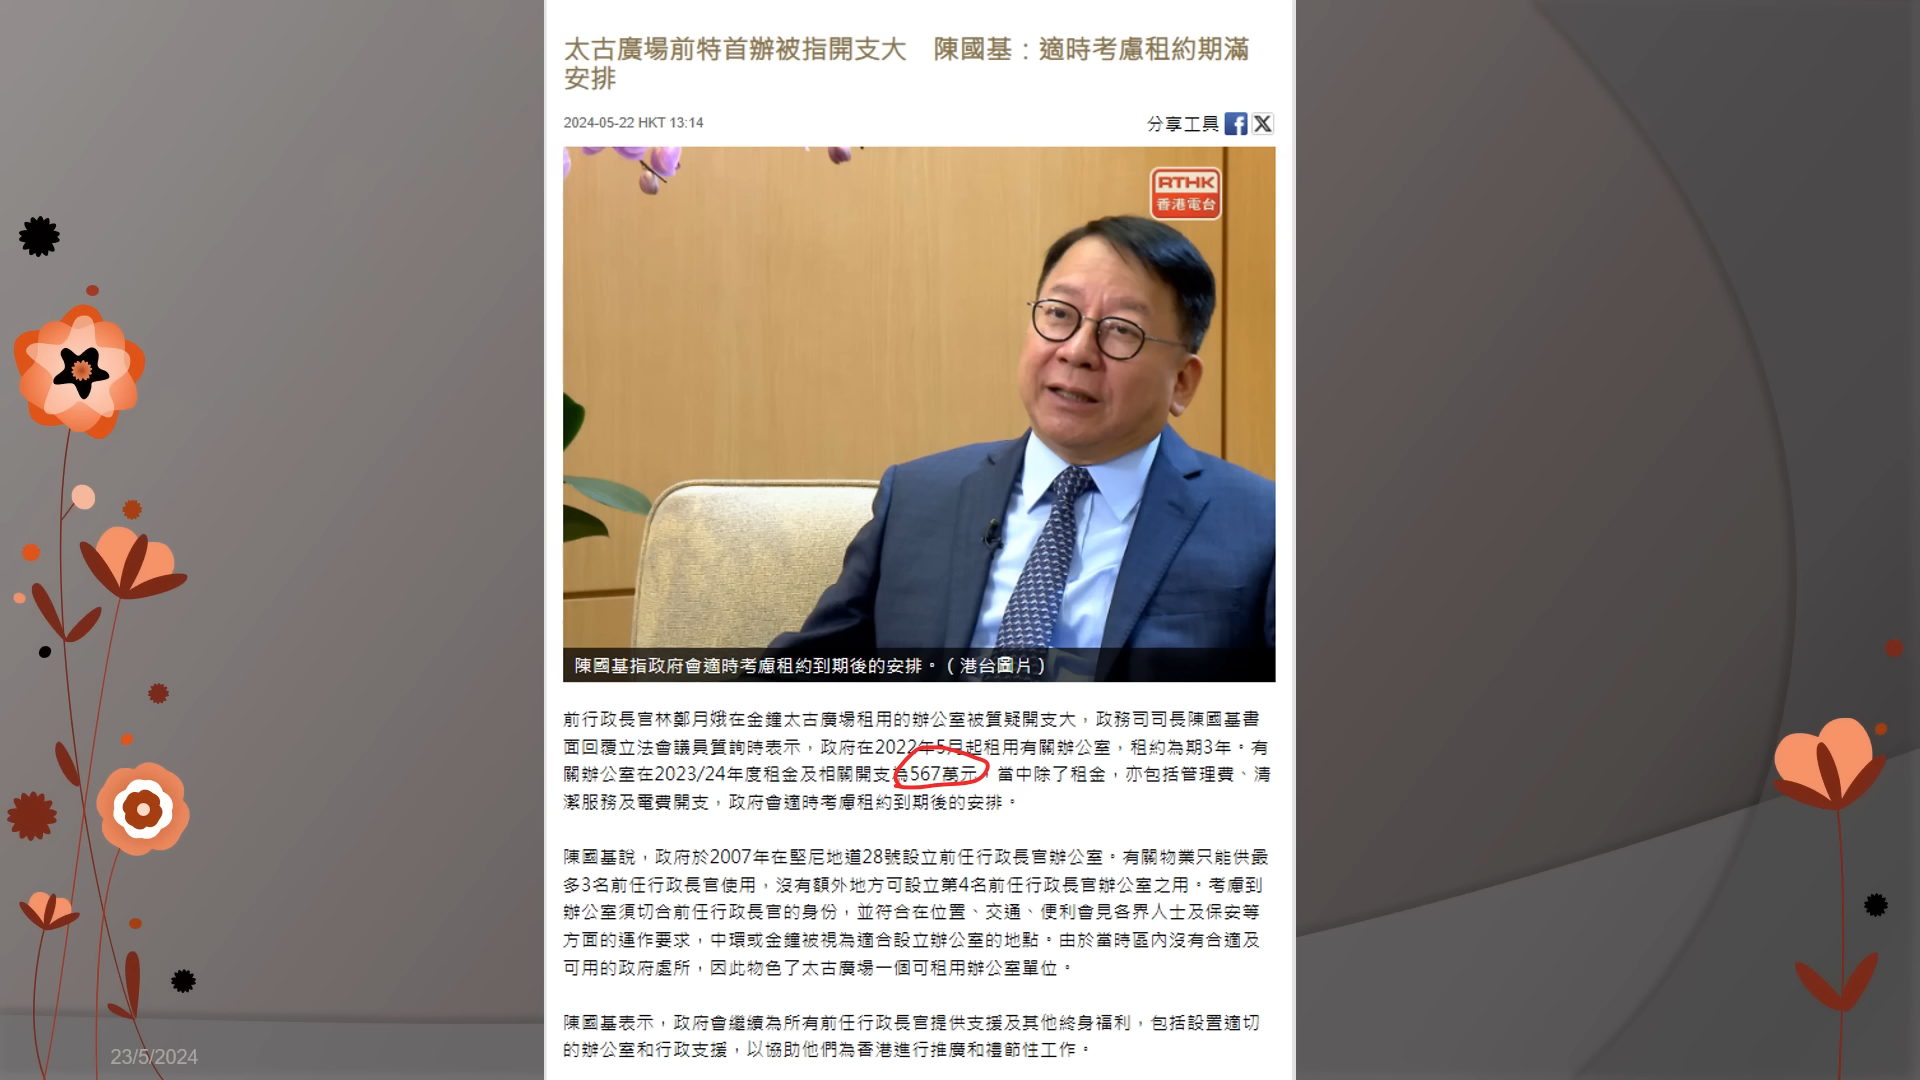 太古廣場前特首辦被指開支大　陳國基：適時考慮租約期滿
安排
2024-05-22 HKT 13:14
分享工具
RTHK
香港電台
陳國基指政府會適時考慮租約到期後的安排。（港台圖片）
前行政長官林鄭月娥在金鐘太古廣場租用的辦公室被質疑開支大，政務司司長陳國基書
面回覆立法會議員質詢時表示，政府在2022年5月起租用有關辦公室，租約為期3年。有
關辦公室在2023/24年度租金及相關開支為567萬元，當中除了租金，亦包括管理費、清
潔服務及電費開支，政府會適時考慮租約到期後的安排。
陳國基說，政府於2007年在堅尼地道28號設立前任行政長官辦公室。有關物業只能供最
多3名前任行政長官使用，沒有額外地方可設立第4名前任行政長官辦公室之用。考慮到
辦公室須切合前任行政長官的身份，並符合在位置、交通、便利會見各界人士及保安等
方面的運作要求，中環或金鐘被視為適合設立辦公室的地點。由於當時區內沒有合適及
可用的政府處所，因此物色了太古廣場一個可租用辦公室單位。
陳國基表示，政府會繼續為所有前任行政長官提供支援及其他終身福利，包括設置適切
的辦公室和行政支援，以協助他們為香港進行推廣和禮節性工作。
23/5/2024